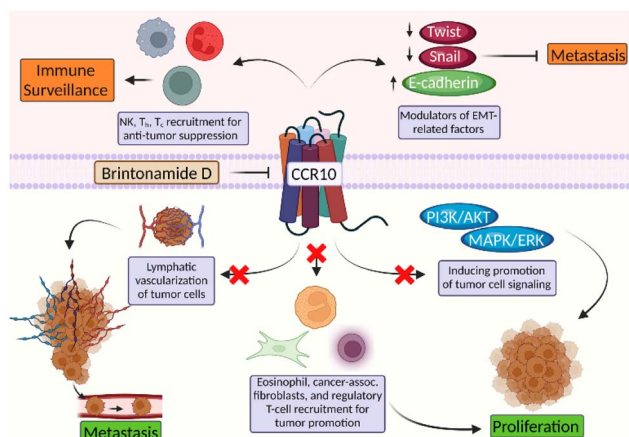 Immune
Surveillance
NK, Tₕ, T꜀ recruitment for
anti-tumor suppression
Twist
Snail
E-cadherin
Metastasis
Modulators of EMT-
related factors
Brintonamide D
CCR10
PI3K/AKT
MAPK/ERK
Lymphatic
vascularization
of tumor cells
Inducing promotion
of tumor cell signaling
Eosinophil, cancer-assoc.
fibroblasts, and regulatory
T-cell recruitment for
tumor promotion
Metastasis
Proliferation